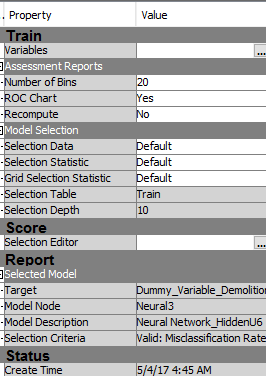 Property Value
Train
Variables ...
Assessment Reports
Number of Bins 20
ROC Chart Yes
Recompute No
Model Selection
Selection Data Default
Selection Statistic Default
Grid Selection Statistic Default
Selection Table Train
Selection Depth 10
Score
Selection Editor ...
Report
Selected Model
Target Dummy_Variable_Demolition
Model Node Neural3
Model Description Neural Network_HiddenU6
Selection Criteria Valid: Misclassification Rate
Status
Create Time 5/4/17 4:45 AM